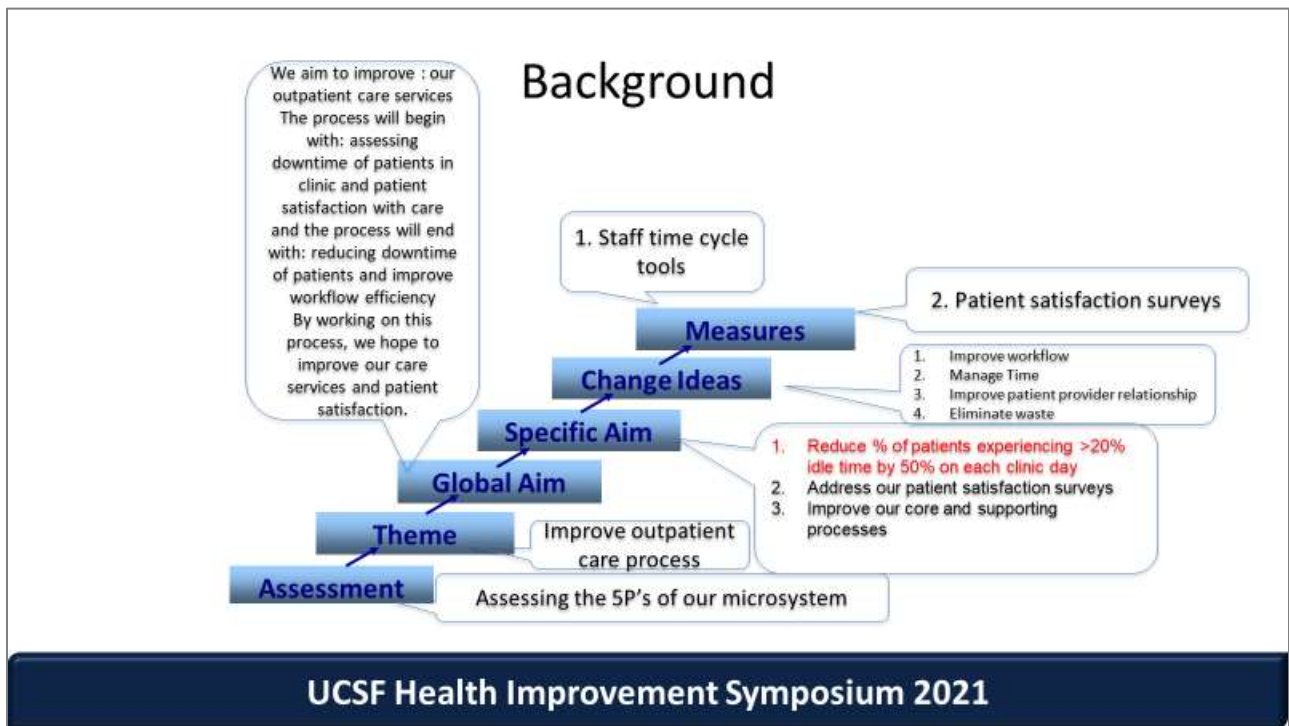 Background
We aim to improve : our
outpatient care services
The process will begin
with: assessing
downtime of patients in
clinic and patient
satisfaction with care
and the process will end
with: reducing downtime
of patients and improve
workflow efficiency
By working on this
process, we hope to
improve our care
services and patient
satisfaction.
1. Staff time cycle
tools
2. Patient satisfaction surveys
Measures
1. Improve workflow
2. Manage Time
3. Improve patient provider relationship
4. Eliminate waste
Change Ideas
Specific Aim
1. Reduce % of patients experiencing >20%
idle time by 50% on each clinic day
2. Address our patient satisfaction surveys
3. Improve our core and supporting
processes
Global Aim
Theme
Improve outpatient
care process
Assessment
Assessing the 5P's of our microsystem
UCSF Health Improvement Symposium 2021